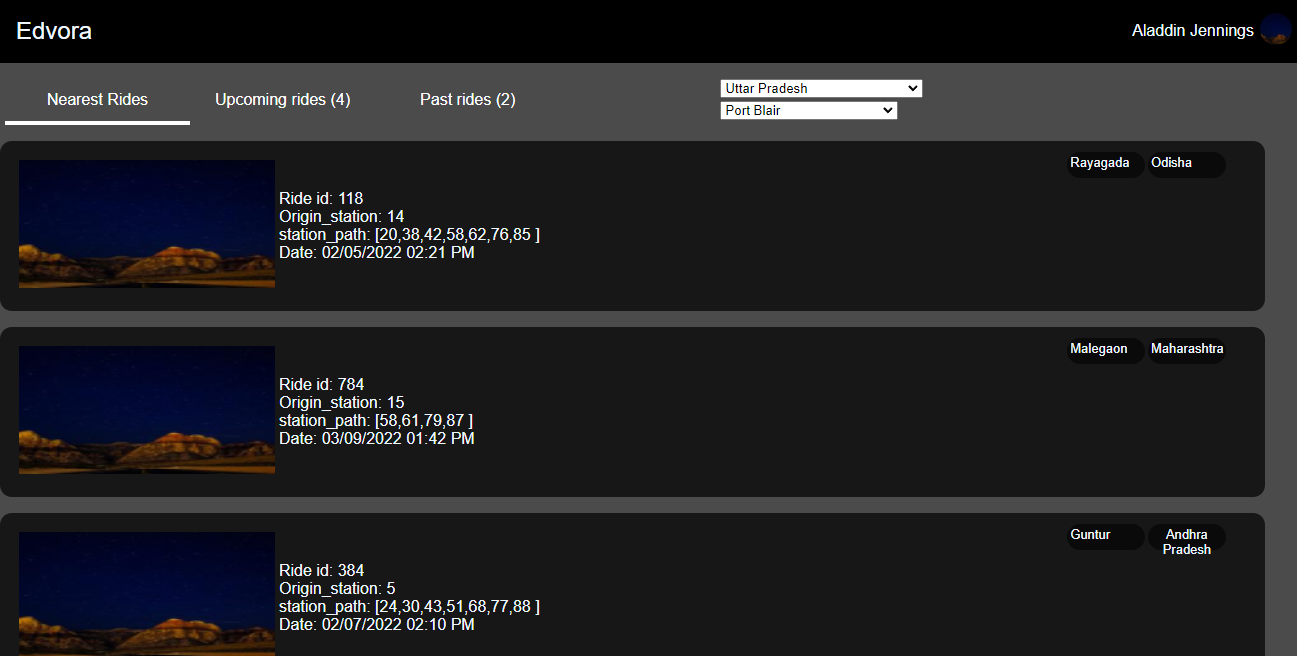 Edvora
Aladdin Jennings
Nearest Rides
Upcoming rides (4)
Past rides (2)
Uttar Pradesh
Port Blair
Rayagada
Odisha
Ride id: 118
Origin_station: 14
station_path: [20,38,42,58,62,76,85 ]
Date: 02/05/2022 02:21 PM
Malegaon
Maharashtra
Ride id: 784
Origin_station: 15
station_path: [58,61,79,87 ]
Date: 03/09/2022 01:42 PM
Guntur
Andhra
Pradesh
Ride id: 384
Origin_station: 5
station_path: [24,30,43,51,68,77,88 ]
Date: 02/07/2022 02:10 PM